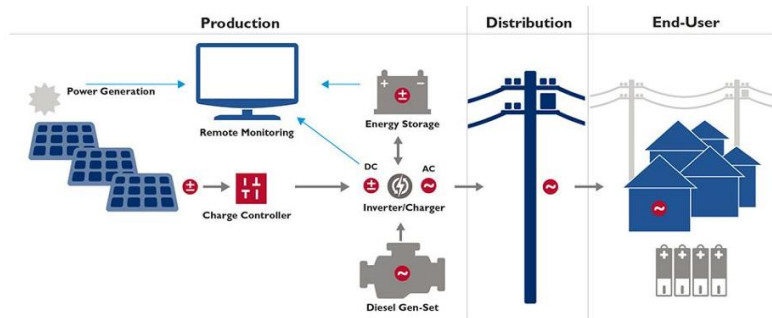 Production
Distribution
End-User
Power Generation
Remote Monitoring
+ −
±
Energy Storage
±
Charge Controller
DC
AC
±
~
Inverter/Charger
~
~
~
Diesel Gen-Set
+ + + +